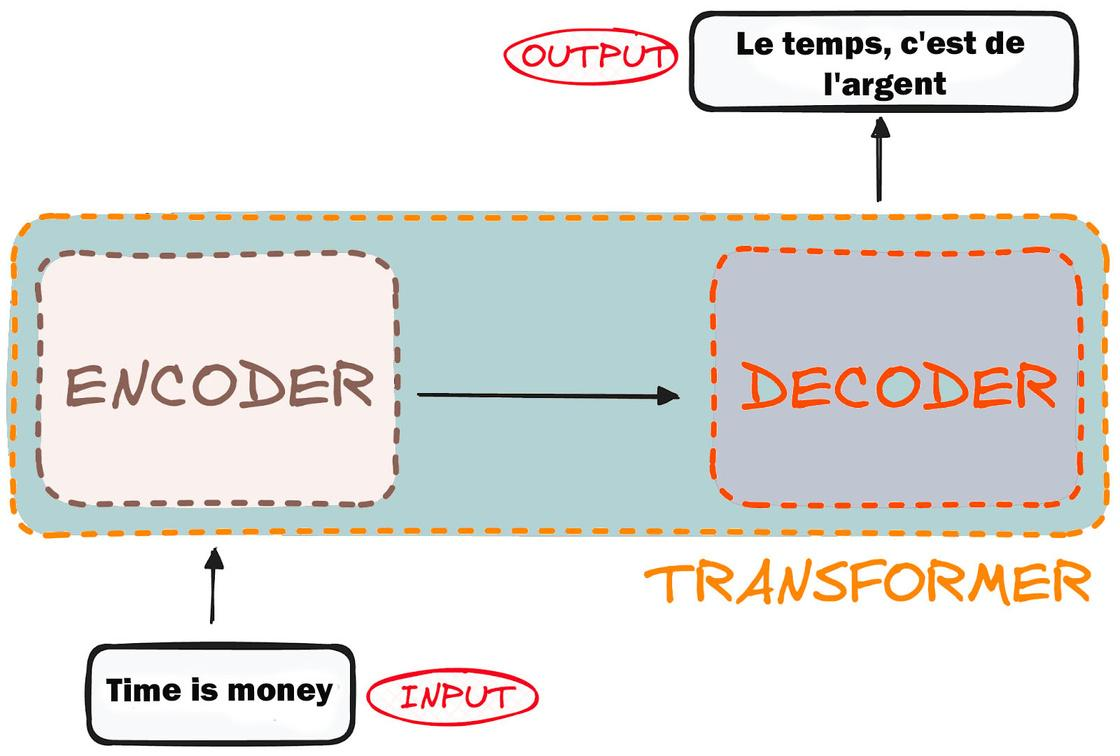 OUTPUT
Le temps, c'est de
l'argent
ENCODER
DECODER
TRANSFORMER
Time is money
INPUT